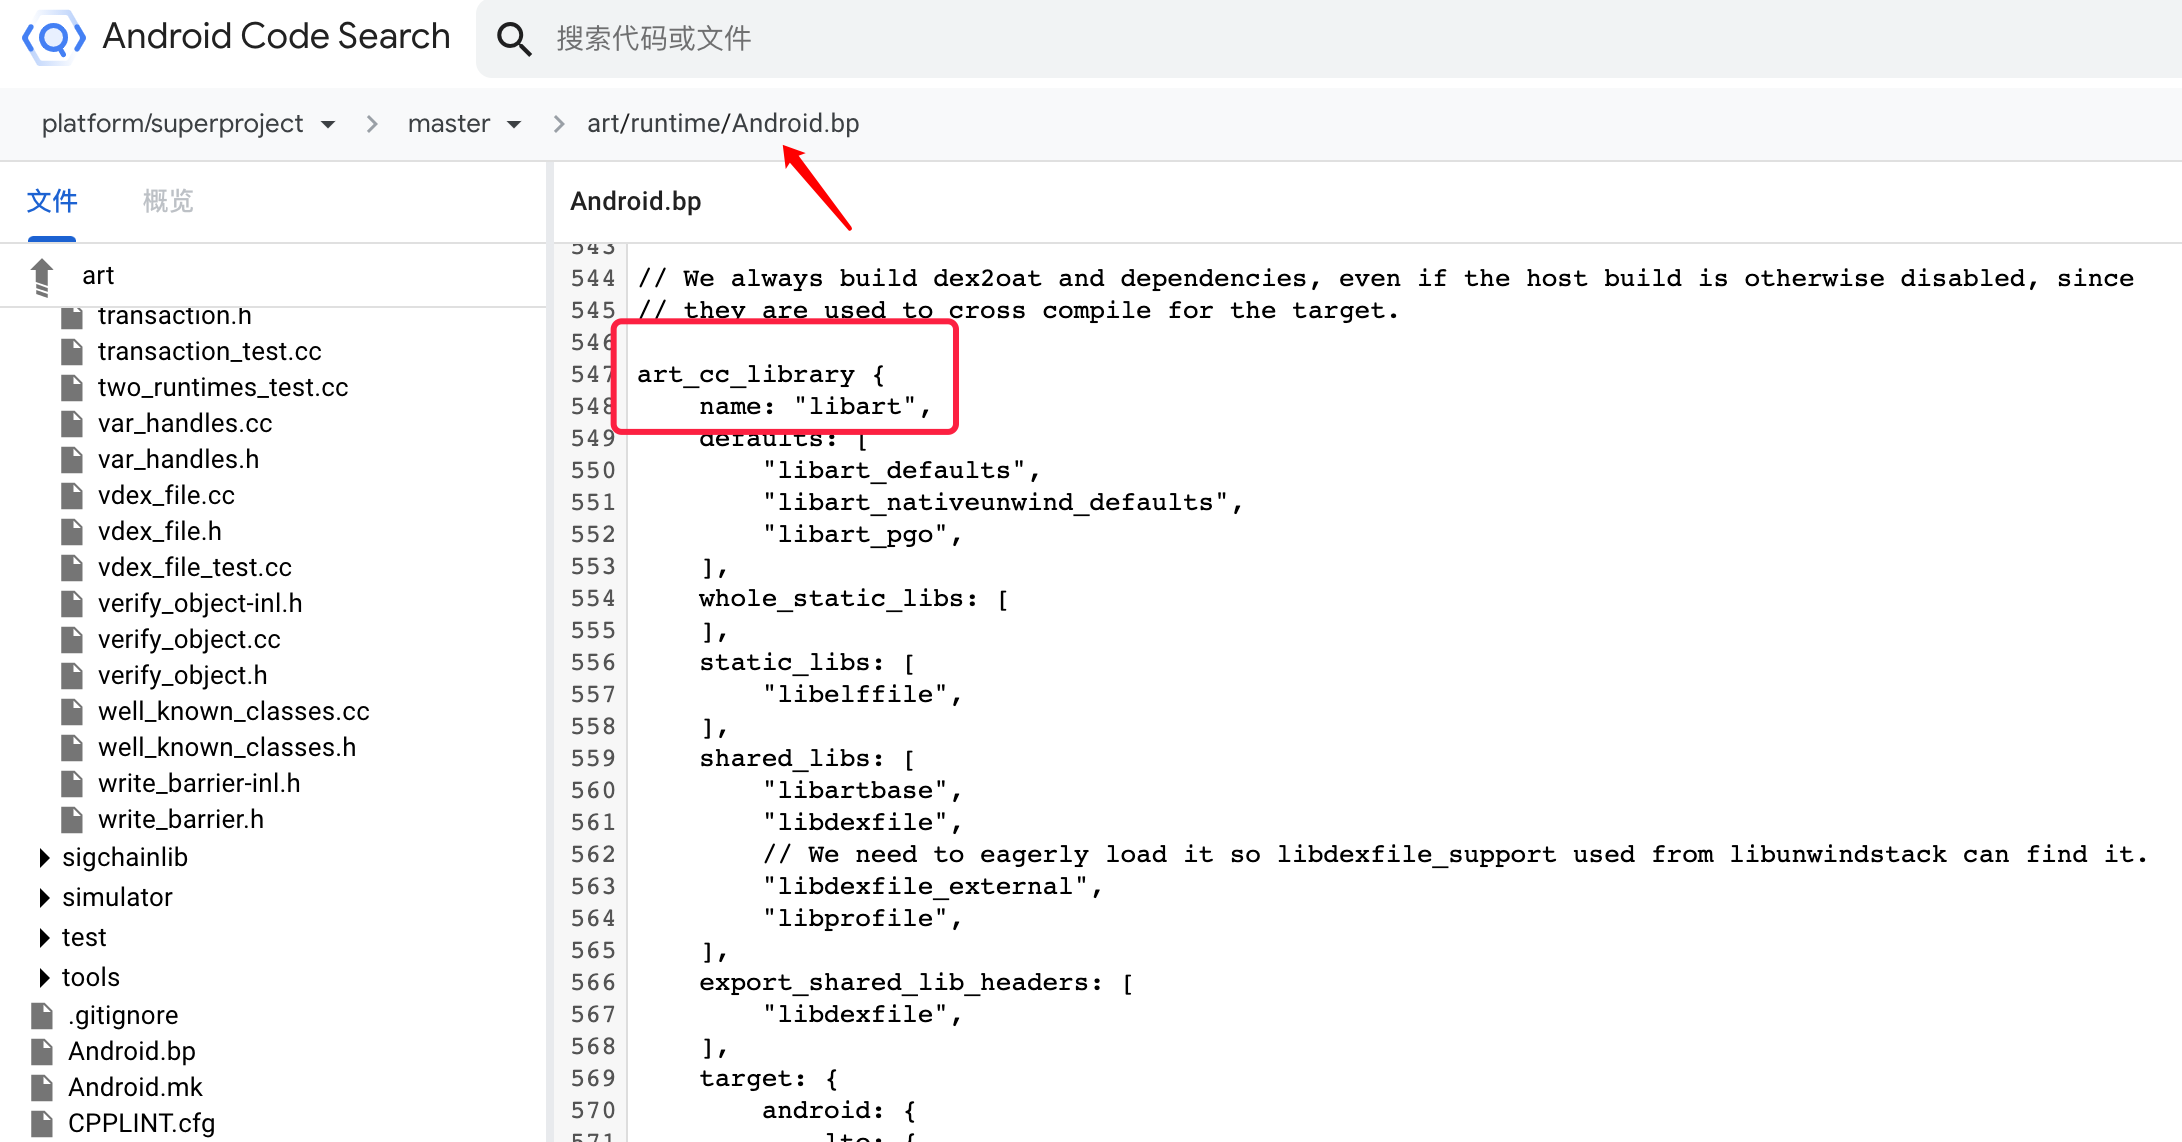 Android Code Search
搜索代码或文件
platform/superproject
master
art/runtime/Android.bp
文件
概览
art
transaction.h
transaction_test.cc
two_runtimes_test.cc
var_handles.cc
var_handles.h
vdex_file.cc
vdex_file.h
vdex_file_test.cc
verify_object-inl.h
verify_object.cc
verify_object.h
well_known_classes.cc
well_known_classes.h
write_barrier-inl.h
write_barrier.h
sigchainlib
simulator
test
tools
.gitignore
Android.bp
Android.mk
CPPLINT.cfg
Android.bp
543
544 // We always build dex2oat and dependencies, even if the host build is otherwise disabled, since
545 // they are used to cross compile for the target.
546
547 art_cc_library {
548     name: "libart",
549     defaults: [
550         "libart_defaults",
551         "libart_nativeunwind_defaults",
552         "libart_pgo",
553     ],
554     whole_static_libs: [
555     ],
556     static_libs: [
557         "libelffile",
558     ],
559     shared_libs: [
560         "libartbase",
561         "libdexfile",
562         // We need to eagerly load it so libdexfile_support used from libunwindstack can find it.
563         "libdexfile_external",
564         "libprofile",
565     ],
566     export_shared_lib_headers: [
567         "libdexfile",
568     ],
569     target: {
570         android: {
571             lto: {